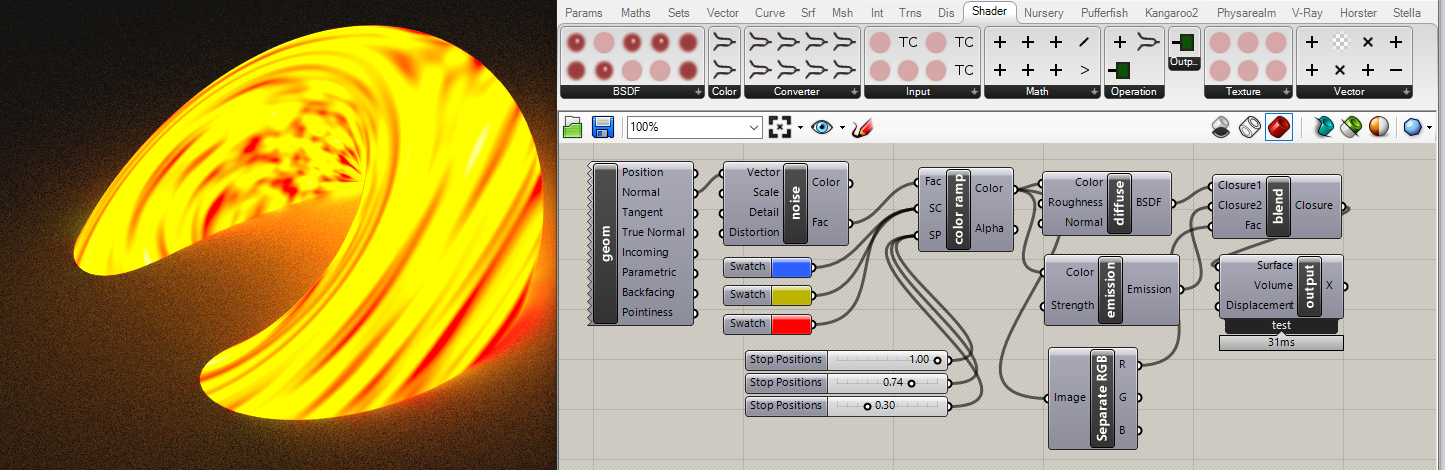 Params Maths Sets Vector Curve Srf Msh Int Trns Dis Shader Nursery Pufferfish Kangaroo2 Physarealm V-Ray Horster Stella
TC TC
TC
BSDF Color Converter Input Math Operation Outp.. Texture Vector
100%
geom
Position
Normal
Tangent
True Normal
Incoming
Parametric
Backfacing
Pointiness
Vector
Scale
Detail
Distortion
noise
Color
Fac
Swatch
Swatch
Swatch
Stop Positions 1.00
Stop Positions 0.74
Stop Positions 0.30
Fac
SC
SP
color ramp
Color
Alpha
Color
Roughness
Normal
diffuse
BSDF
Color
Strength
emission
Emission
Image
Separate RGB
R
G
B
Closure1
Closure2
Fac
blend
Closure
Surface
Volume
Displacement
output
X
test
31ms